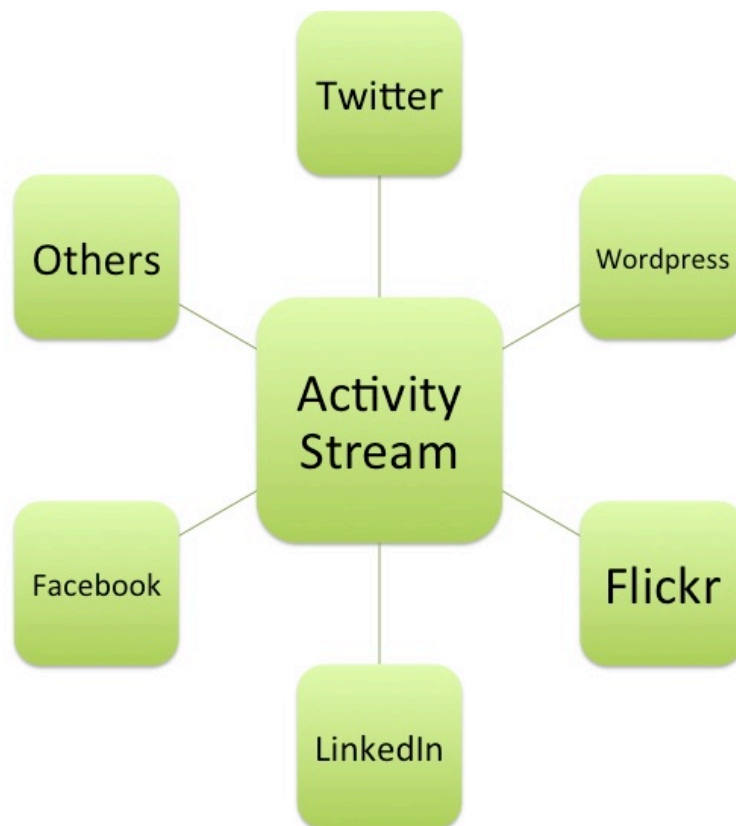 Twitter
Others
Wordpress
Activity
Stream
Facebook
Flickr
LinkedIn